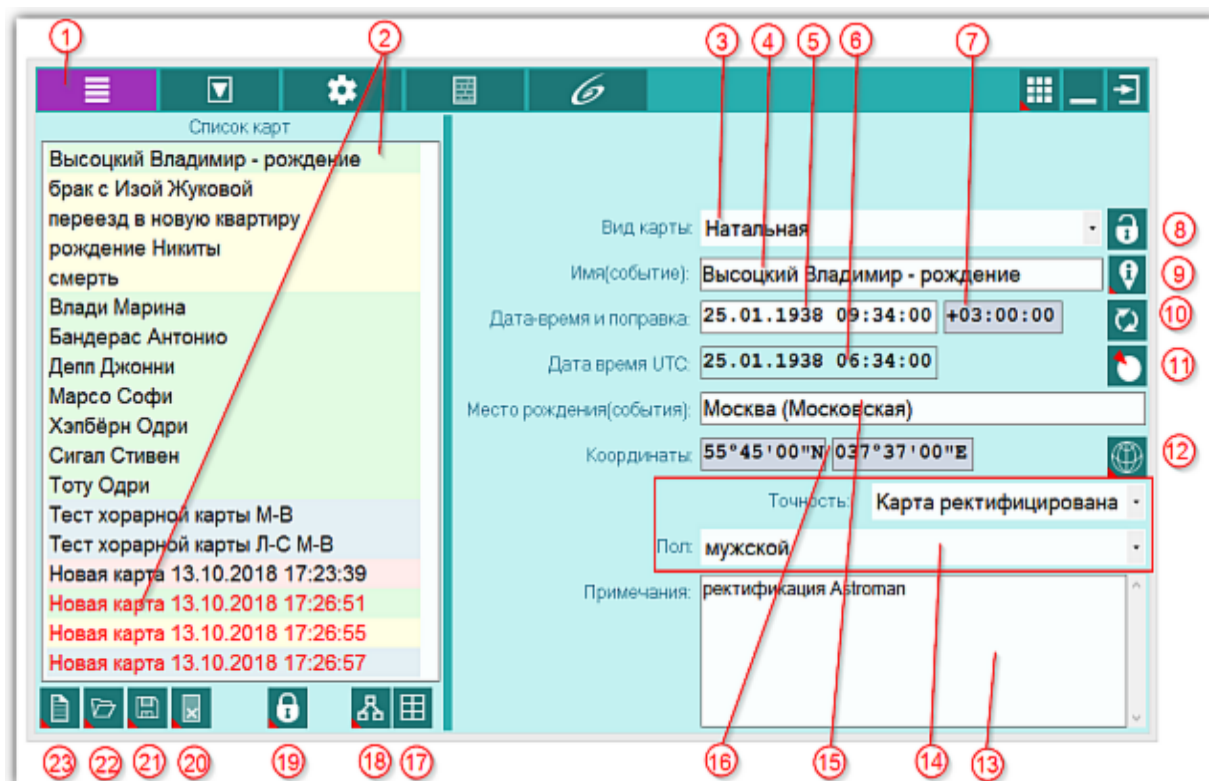 1
2
3
4
5
6
7
Список карт
Высоцкий Владимир - рождение
брак с Изой Жуковой
переезд в новую квартиру
рождение Никиты
смерть
Влади Марина
Бандерас Антонио
Депп Джонни
Марсо Софи
Хэпбёрн Одри
Сигал Стивен
Тоту Одри
Тест хорарной карты М-В
Тест хорарной карты Л-С М-В
Новая карта 13.10.2018 17:23:39
Новая карта 13.10.2018 17:26:51
Новая карта 13.10.2018 17:26:55
Новая карта 13.10.2018 17:26:57
Вид карты: Натальная
8
Имя(событие): Высоцкий Владимир - рождение
9
Дата-время и поправка: 25.01.1938 09:34:00 +03:00:00
10
Дата время UTC: 25.01.1938 06:34:00
11
Место рождения(события): Москва (Московская)
Координаты: 55°45'00"N 037°37'00"E
12
Точность: Карта ректифицирована
Пол: мужской
Примечания: ректификация Astroman
23
22
21
20
19
18
17
16
15
14
13